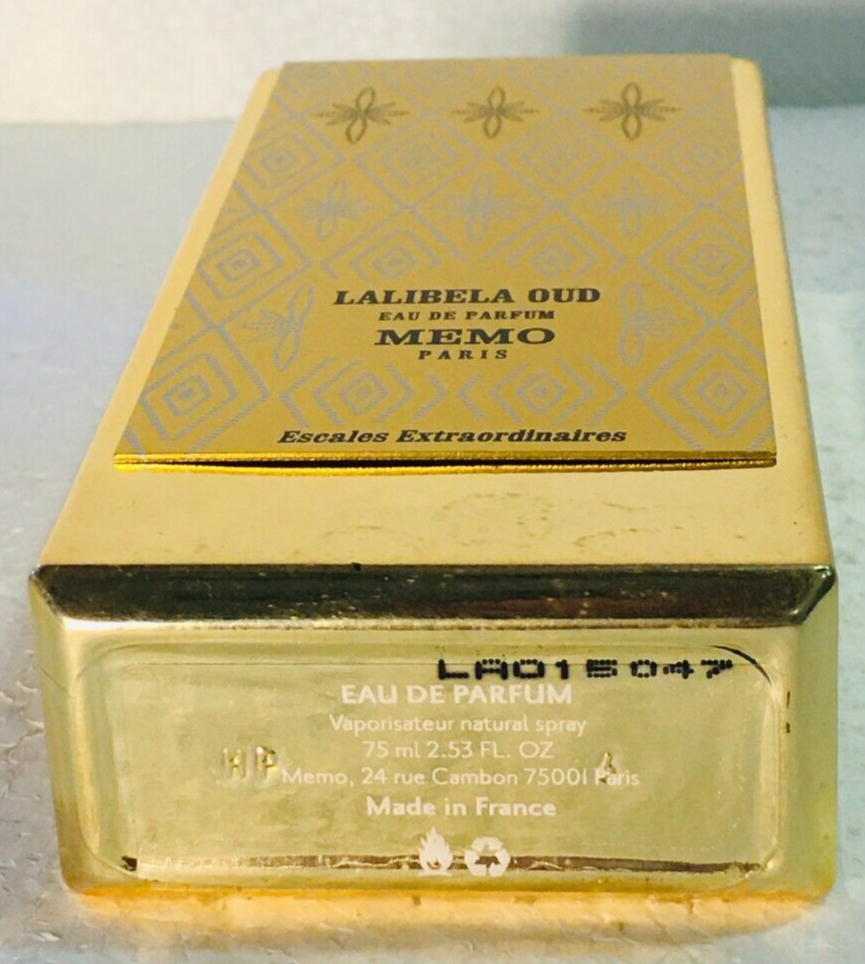 LALIBELA OUD
EAU DE PARFUM
MEMO
PARIS
Escales Extraordinaires
LA015047
EAU DE PARFUM
Vaporisateur natural spray
75 ml 2.53 FL. OZ
HP
Memo, 24 rue Cambon 75001 Paris
Made in France